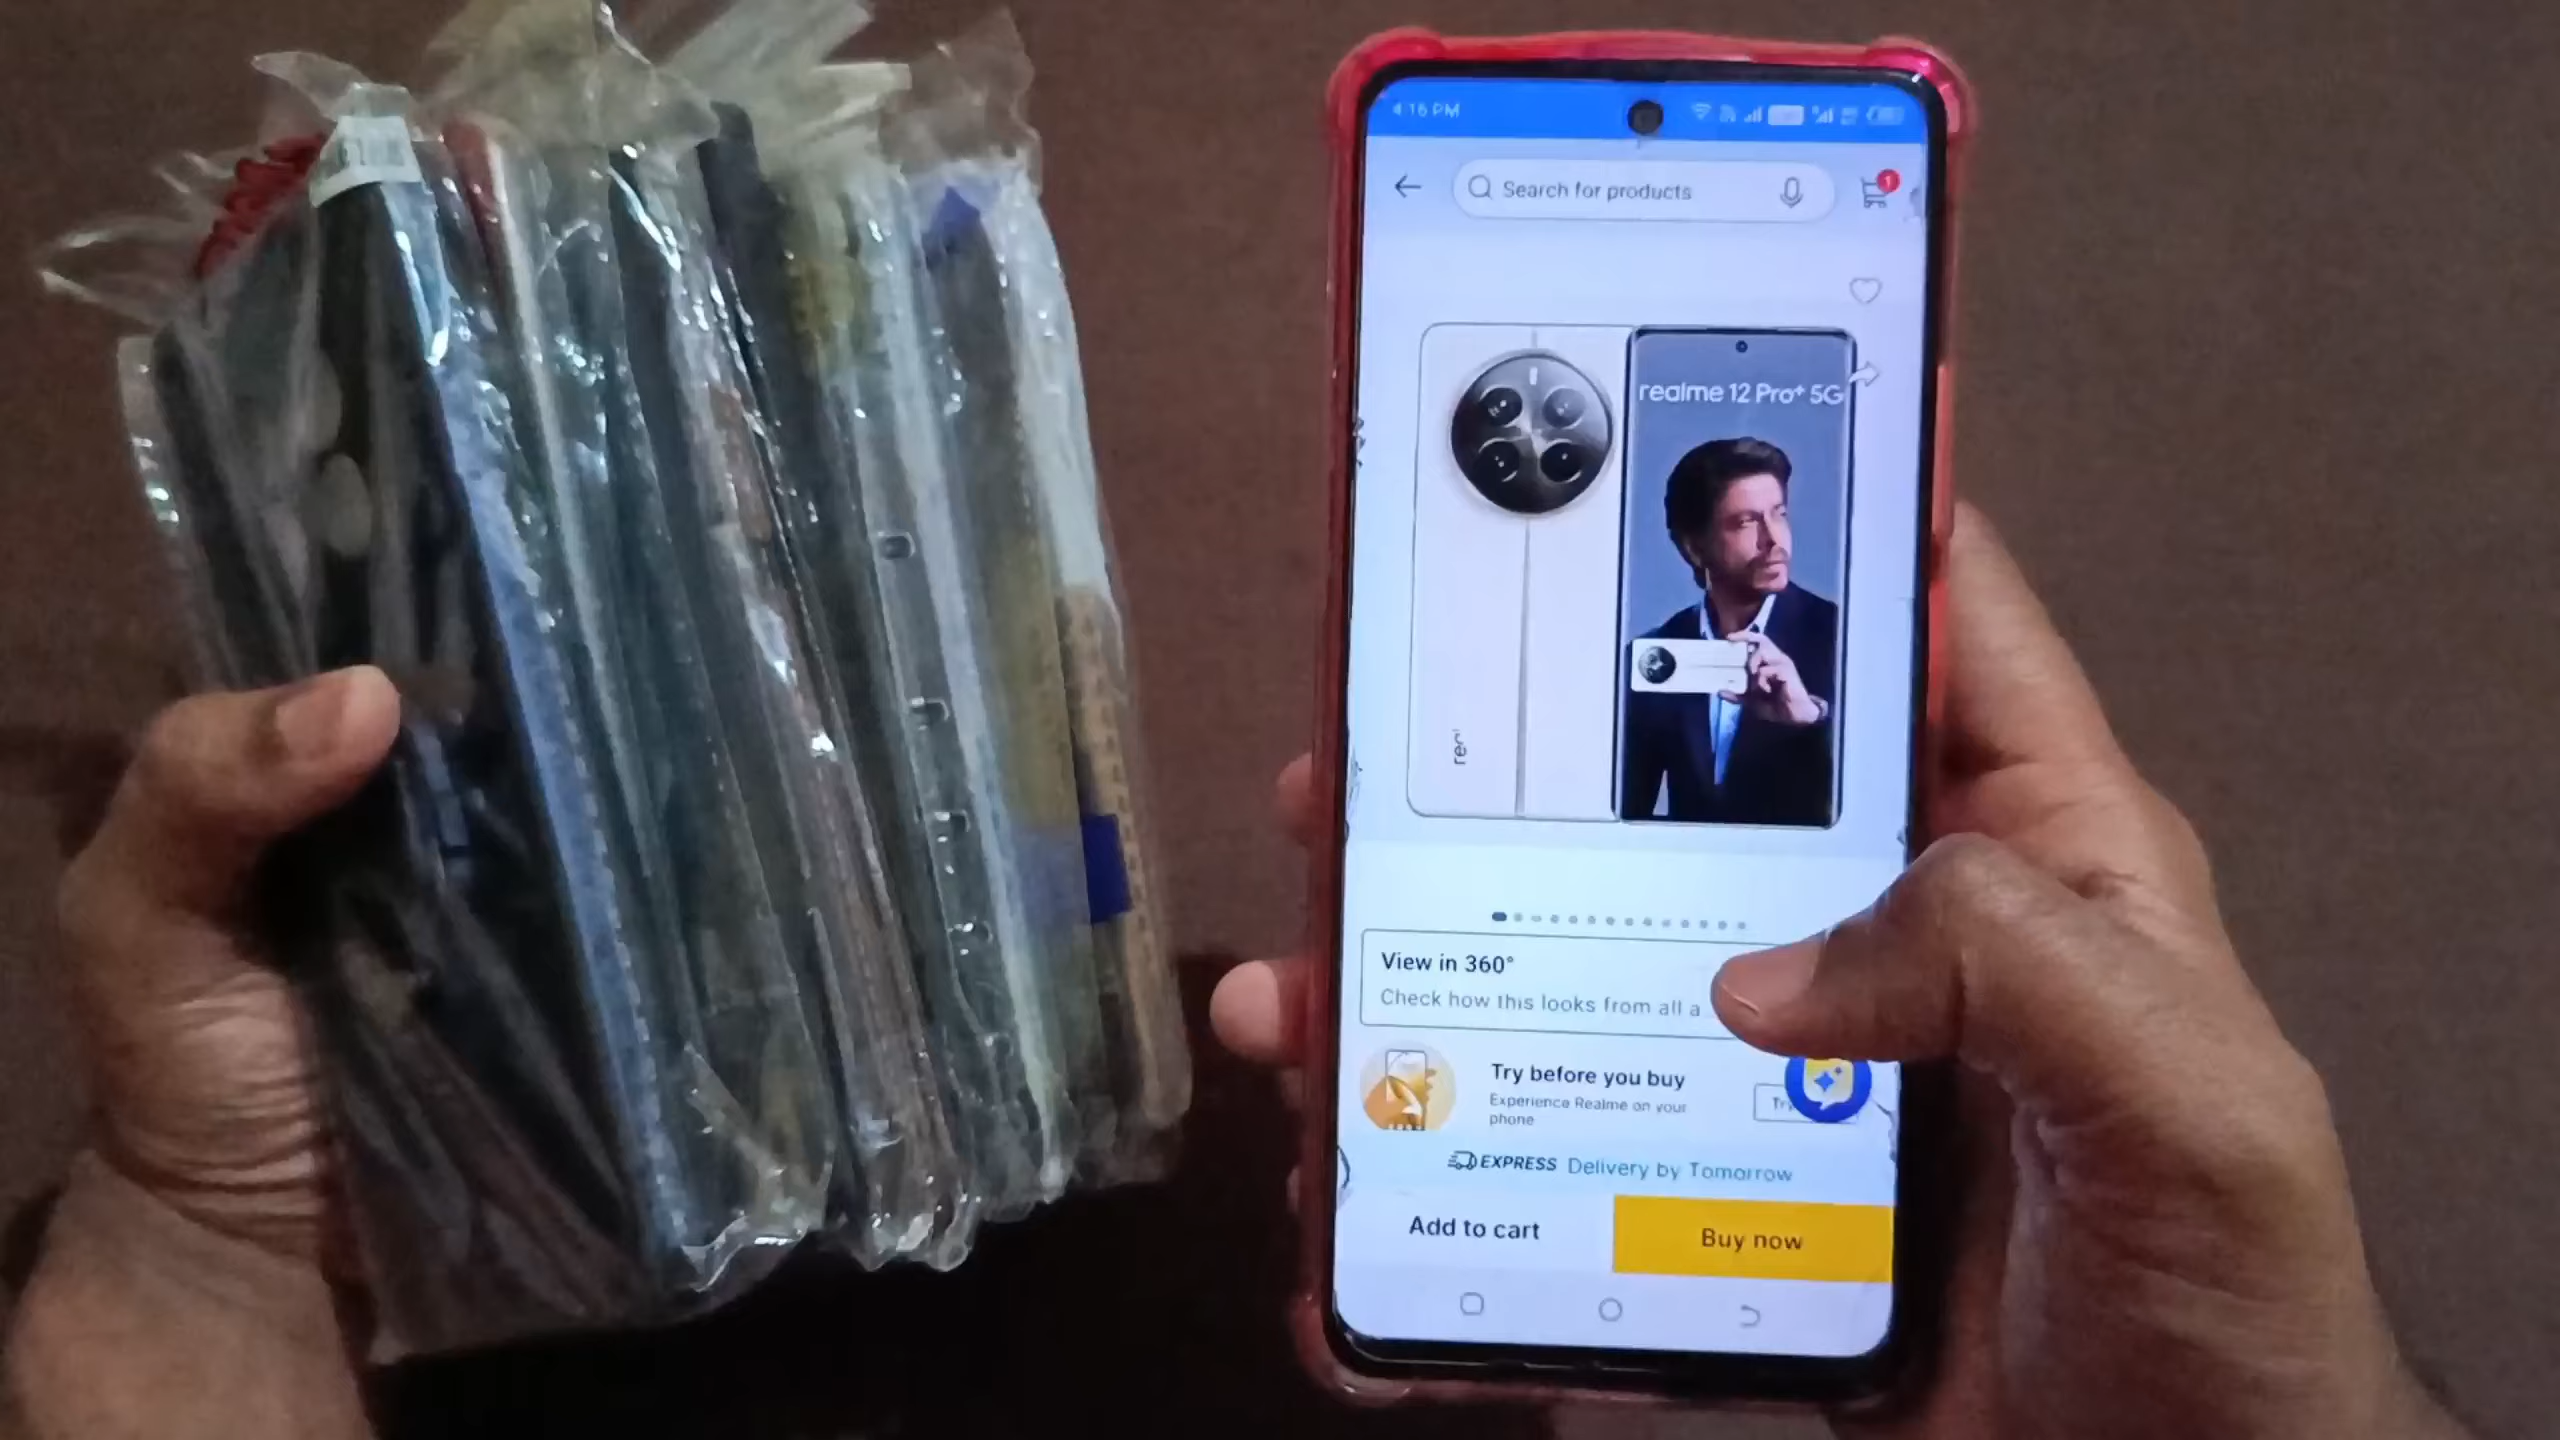 4:16 PM
Search for products
1
realme 12 Pro+ 5G
View in 360°
Check how this looks from all a
Try before you buy
Experience Realme on your
phone
EXPRESS Delivery by Tomorrow
Add to cart
Buy now